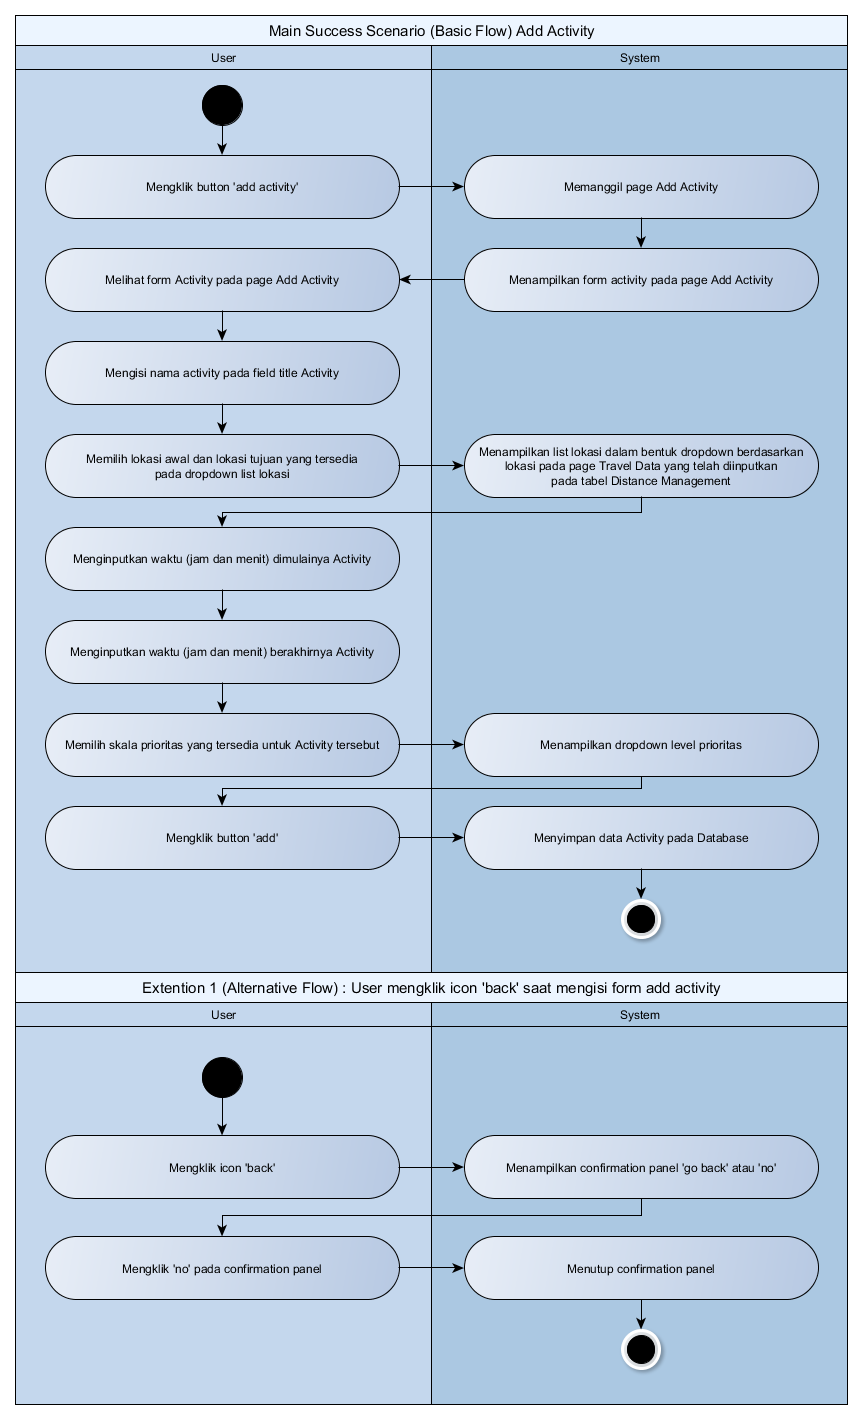 Main Success Scenario (Basic Flow) Add Activity
User
System
Mengklik button 'add activity'
Memanggil page Add Activity
Melihat form Activity pada page Add Activity
Menampilkan form activity pada page Add Activity
Mengisi nama activity pada field title Activity
Memilih lokasi awal dan lokasi tujuan yang tersedia
pada dropdown list lokasi
Menampilkan list lokasi dalam bentuk dropdown berdasarkan
lokasi pada page Travel Data yang telah diinputkan
pada tabel Distance Management
Menginputkan waktu (jam dan menit) dimulainya Activity
Menginputkan waktu (jam dan menit) berakhirnya Activity
Memilih skala prioritas yang tersedia untuk Activity tersebut
Menampilkan dropdown level prioritas
Mengklik button 'add'
Menyimpan data Activity pada Database
Extention 1 (Alternative Flow) : User mengklik icon 'back' saat mengisi form add activity
User
System
Mengklik icon 'back'
Menampilkan confirmation panel 'go back' atau 'no'
Mengklik 'no' pada confirmation panel
Menutup confirmation panel